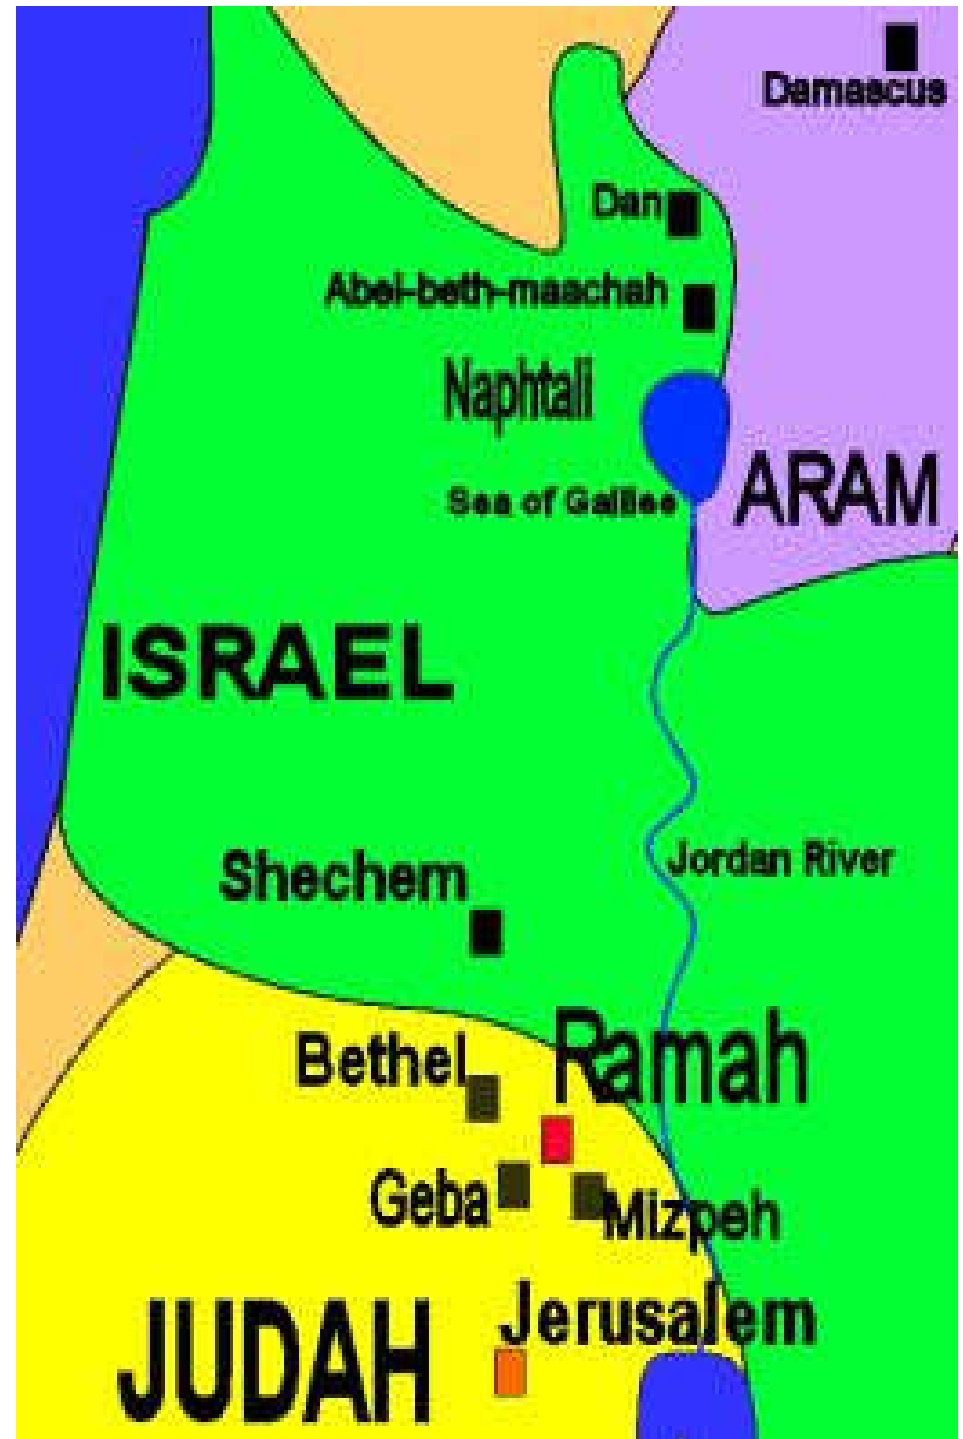 Damascus
Dan
Abel-beth-maachah
Naphtali
ARAM
Sea of Galilee
ISRAEL
Jordan River
Shechem
Ramah
Bethel
Geba
Mizpeh
Jerusalem
JUDAH